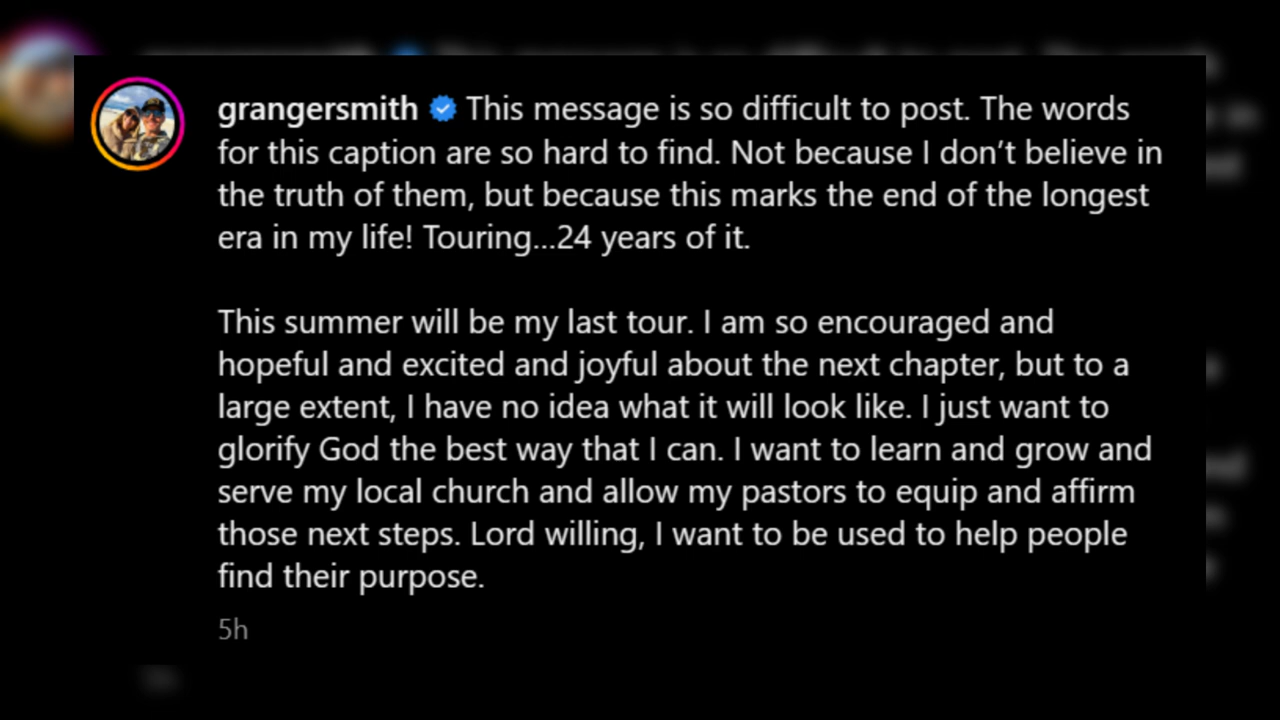 grangersmith This message is so difficult to post. The words
for this caption are so hard to find. Not because I don’t believe in
the truth of them, but because this marks the end of the longest
era in my life! Touring...24 years of it.
This summer will be my last tour. I am so encouraged and
hopeful and excited and joyful about the next chapter, but to a
large extent, I have no idea what it will look like. I just want to
glorify God the best way that I can. I want to learn and grow and
serve my local church and allow my pastors to equip and affirm
those next steps. Lord willing, I want to be used to help people
find their purpose.
5h